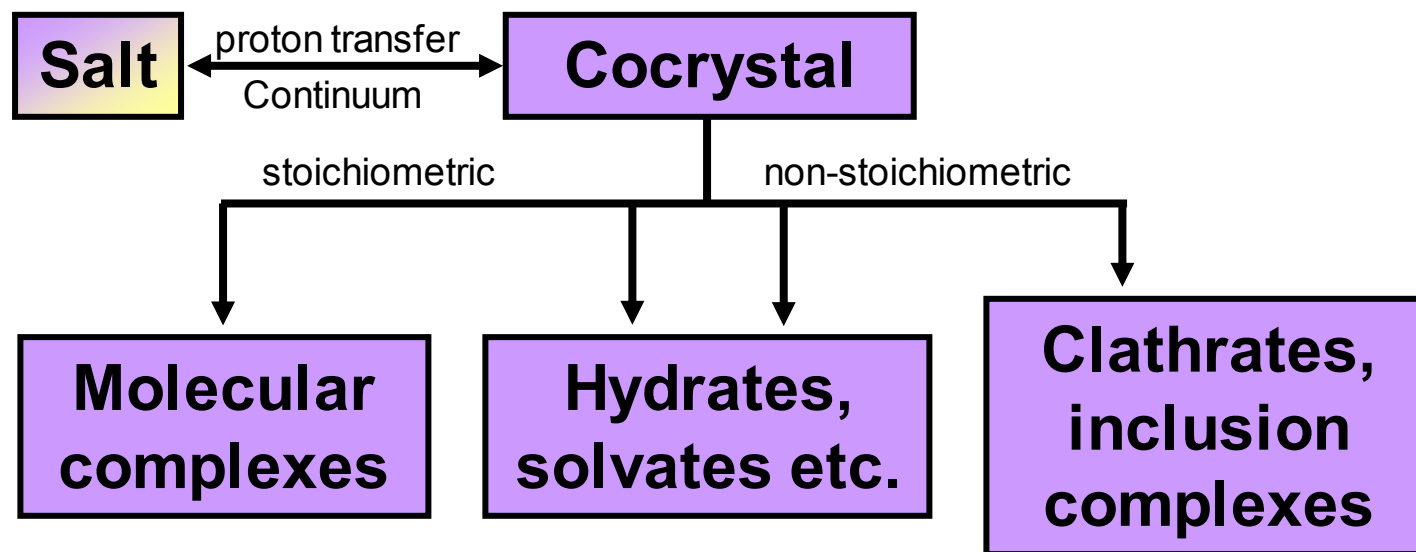 Salt
proton transfer
Continuum
Cocrystal
stoichiometric
non-stoichiometric
Molecular
complexes
Hydrates,
solvates etc.
Clathrates,
inclusion
complexes